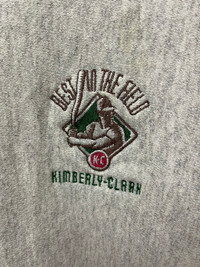 BEST IN THE FIELD
K-C
KIMBERLY-CLARK